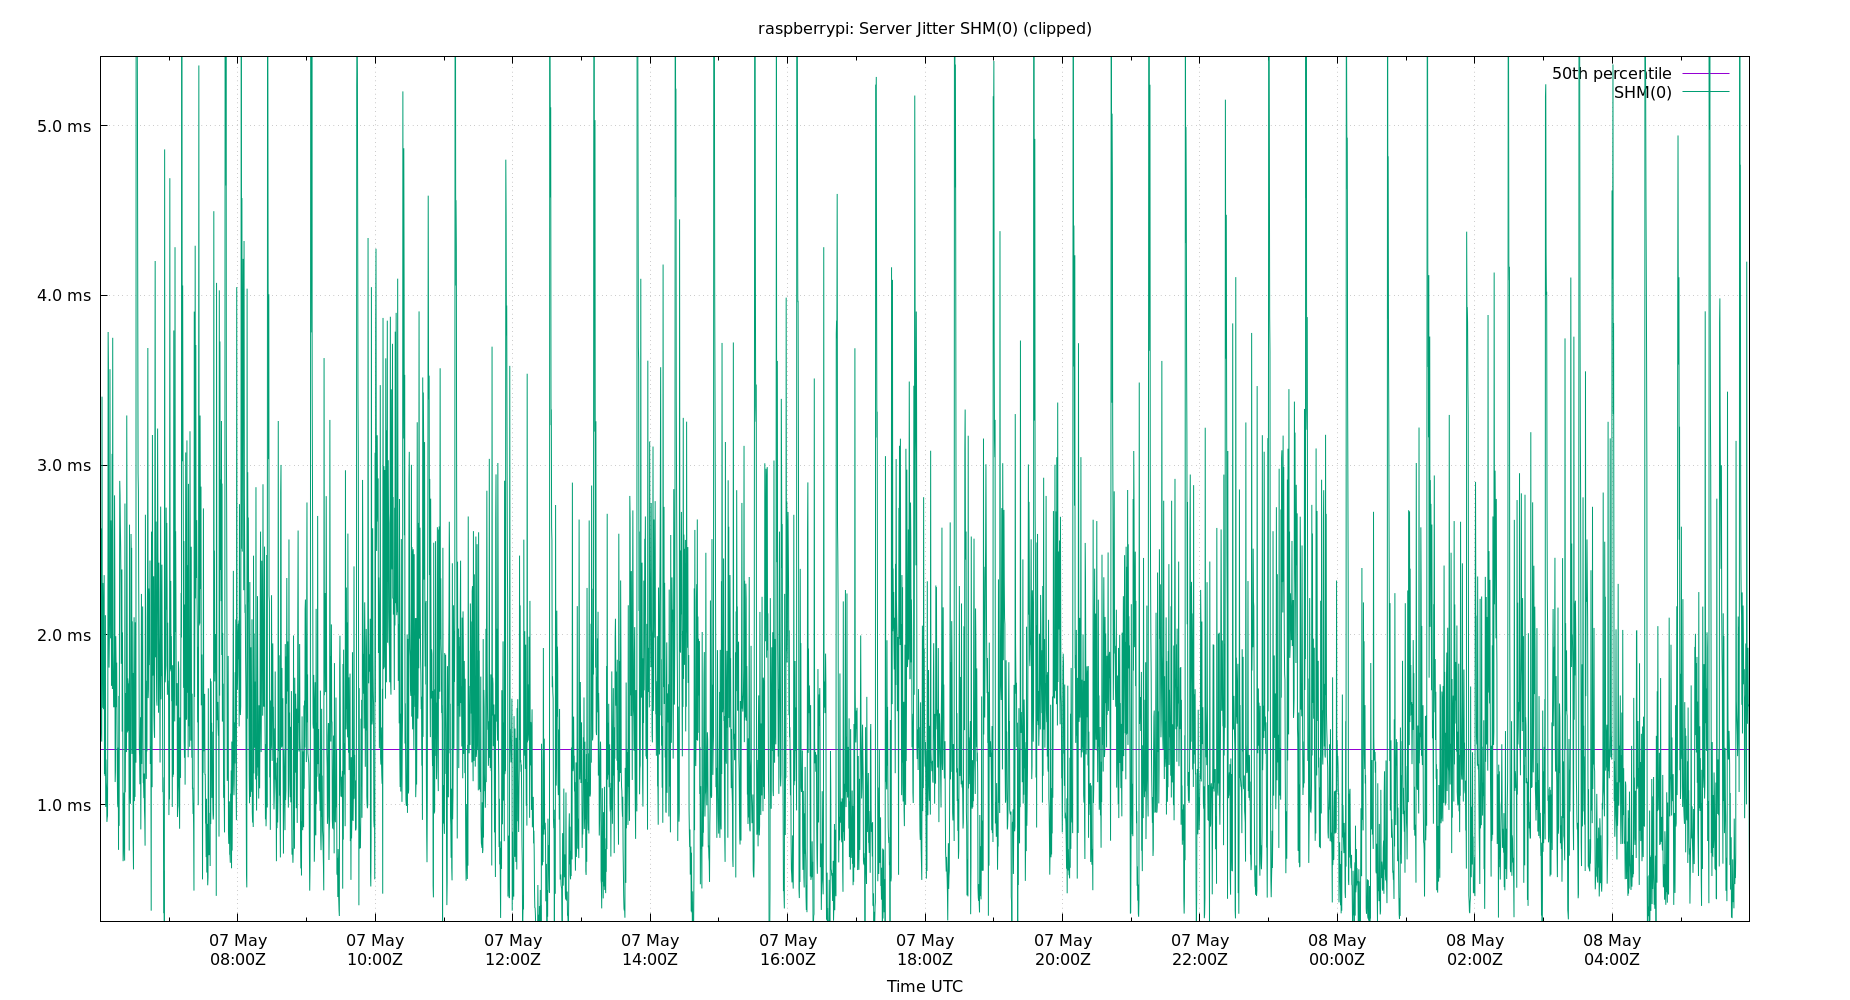 raspberrypi: Server Jitter SHM(0) (clipped)
50th percentile
SHM(0)
5.0 ms
4.0 ms
3.0 ms
2.0 ms
1.0 ms
07 May 07 May 07 May 07 May 07 May 07 May 07 May 07 May 08 May 08 May 08 May
08:00Z 10:00Z 12:00Z 14:00Z 16:00Z 18:00Z 20:00Z 22:00Z 00:00Z 02:00Z 04:00Z
Time UTC